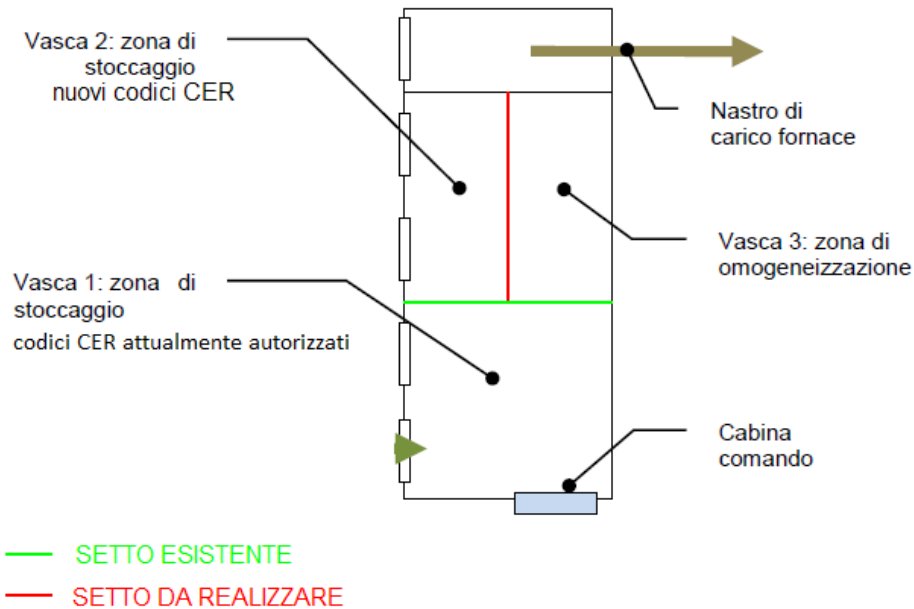 Vasca 2: zona di
stoccaggio
nuovi codici CER
Nastro di
carico fornace
Vasca 3: zona di
omogeneizzazione
Vasca 1: zona di
stoccaggio
codici CER attualmente autorizzati
Cabina
comando
SETTO ESISTENTE
SETTO DA REALIZZARE